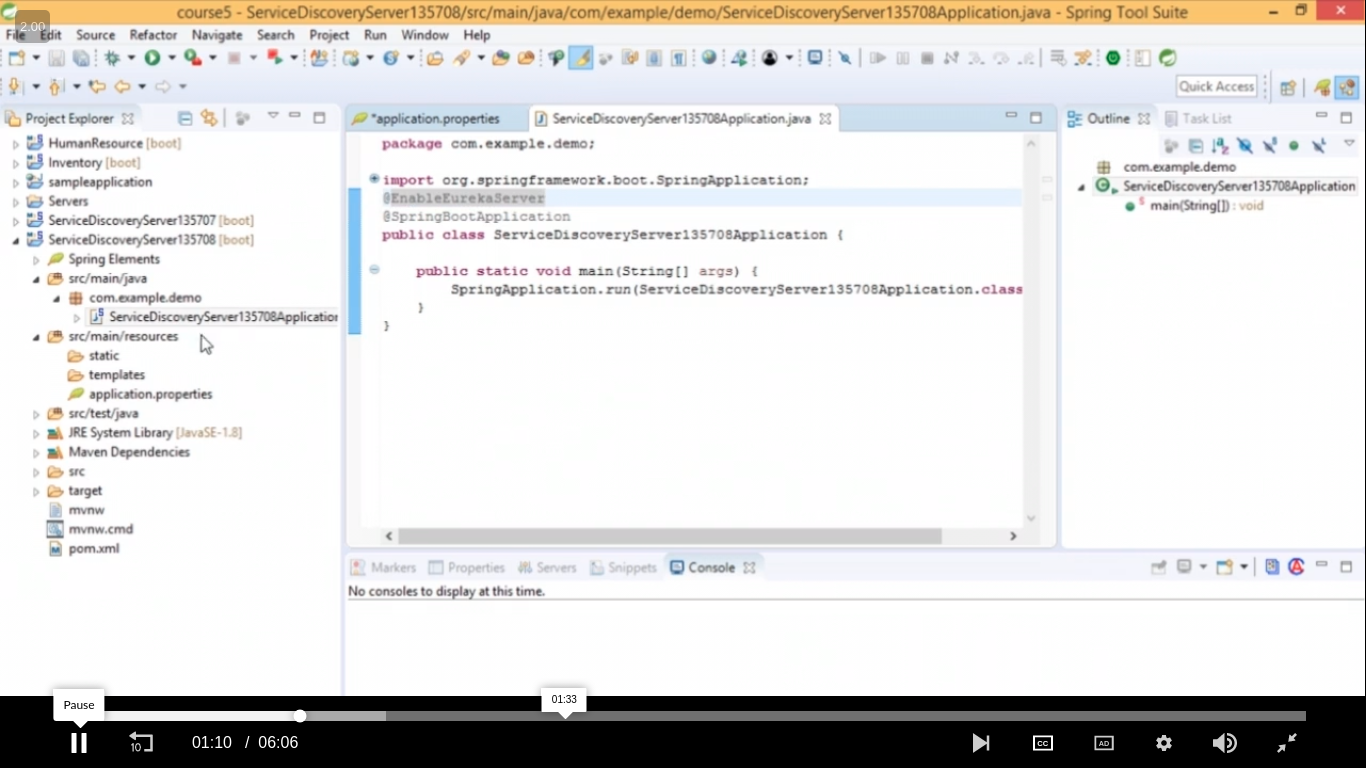 course5 - ServiceDiscoveryServer135708/src/main/java/com/example/demo/ServiceDiscoveryServer135708Application.java - Spring Tool Suite
2.00
File Edit Source Refactor Navigate Search Project Run Window Help
Quick Access
Project Explorer
HumanResource [boot]
Inventory [boot]
sampleapplication
Servers
ServiceDiscoveryServer135707 [boot]
ServiceDiscoveryServer135708 [boot]
Spring Elements
src/main/java
com.example.demo
ServiceDiscoveryServer135708Application
src/main/resources
static
templates
application.properties
src/test/java
JRE System Library [JavaSE-1.8]
Maven Dependencies
src
target
mvnw
mvnw.cmd
pom.xml
*application.properties
ServiceDiscoveryServer135708Application.java
package com.example.demo;
import org.springframework.boot.SpringApplication;
@EnableEurekaServer
@SpringBootApplication
public class ServiceDiscoveryServer135708Application {
public static void main(String[] args) {
SpringApplication.run(ServiceDiscoveryServer135708Application.class
}
}
Outline
Task List
com.example.demo
ServiceDiscoveryServer135708Application
main(String[]) : void
Markers Properties Servers Snippets Console
No consoles to display at this time.
Pause
01:33
10
01:10 / 06:06
CC
AD